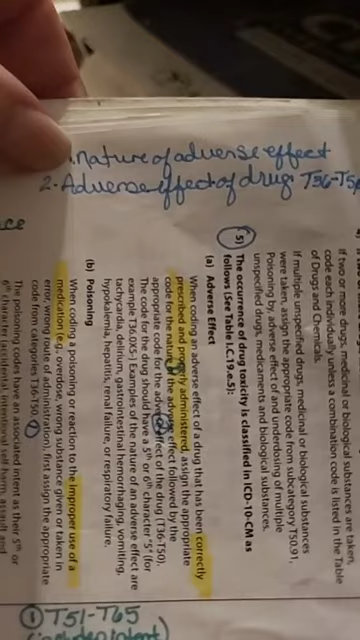 1. nature of adverse effect
2. Adverse effect of drug T36-T50
If two or more drugs, medicinal or biological substances are taken,
code each individually unless a combination code is listed in the Table
of Drugs and Chemicals.
If multiple unspecified drugs, medicinal or biological substances
were taken, assign the appropriate code from subcategory T50.91,
Poisoning by, adverse effect of and underdosing of multiple
unspecified drugs, medicaments and biological substances.
5) The occurrence of drug toxicity is classified in ICD-10-CM as
follows (See Table I.C.19.e.5):
(a) Adverse Effect
When coding an adverse effect of a drug that has been correctly
prescribed and properly administered, assign the appropriate
code for the nature of the adverse effect followed by the
appropriate code for the adverse effect of the drug (T36-T50).
The code for the drug should have a 5th or 6th character "5" (for
example T36.0X5-) Examples of the nature of an adverse effect are
tachycardia, delirium, gastrointestinal hemorrhaging, vomiting,
hypokalemia, hepatitis, renal failure, or respiratory failure.
(b) Poisoning
When coding a poisoning or reaction to the improper use of a
medication (e.g., overdose, wrong substance given or taken in
error, wrong route of administration), first assign the appropriate
code from categories T36-T50. 2
The poisoning codes have an associated intent as their 5th or
6th character (accidental, intentional self-harm, assault and
1 T51-T65